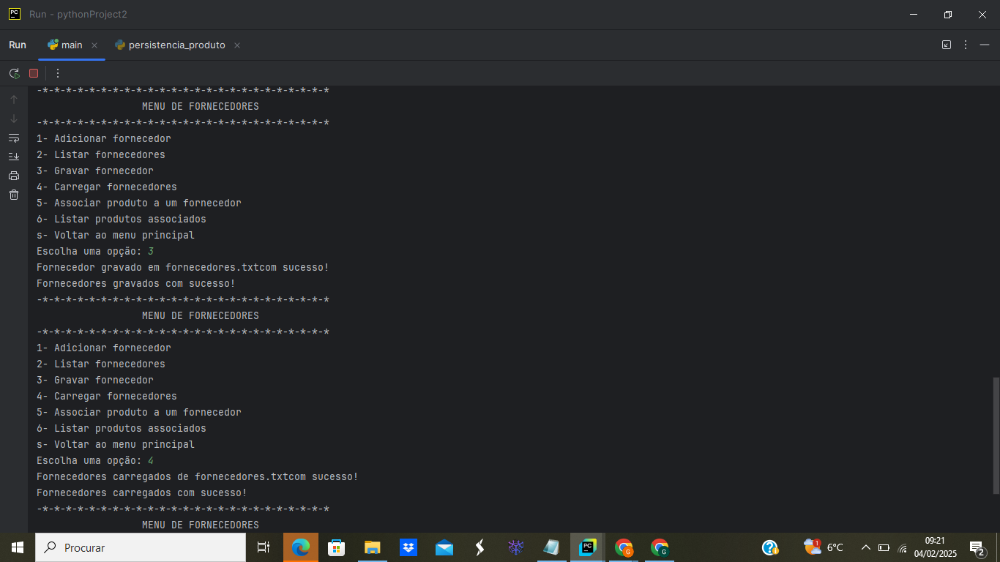 Run - pythonProject2
Run main persistencia_produto
-*-*-*-*-*-*-*-*-*-*-*-*-*-*-*-*-*-*-*-*-*-*-*-*-*
MENU DE FORNECEDORES
-*-*-*-*-*-*-*-*-*-*-*-*-*-*-*-*-*-*-*-*-*-*-*-*-*
1- Adicionar fornecedor
2- Listar fornecedores
3- Gravar fornecedor
4- Carregar fornecedores
5- Associar produto a um fornecedor
6- Listar produtos associados
s- Voltar ao menu principal
Escolha uma opção: 3
Fornecedor gravado em fornecedores.txtcom sucesso!
Fornecedores gravados com sucesso!
-*-*-*-*-*-*-*-*-*-*-*-*-*-*-*-*-*-*-*-*-*-*-*-*-*
MENU DE FORNECEDORES
-*-*-*-*-*-*-*-*-*-*-*-*-*-*-*-*-*-*-*-*-*-*-*-*-*
1- Adicionar fornecedor
2- Listar fornecedores
3- Gravar fornecedor
4- Carregar fornecedores
5- Associar produto a um fornecedor
6- Listar produtos associados
s- Voltar ao menu principal
Escolha uma opção: 4
Fornecedores carregados de fornecedores.txtcom sucesso!
Fornecedores carregados com sucesso!
-*-*-*-*-*-*-*-*-*-*-*-*-*-*-*-*-*-*-*-*-*-*-*-*-*
MENU DE FORNECEDORES
Procurar
6°C
09:21
04/02/2025
2